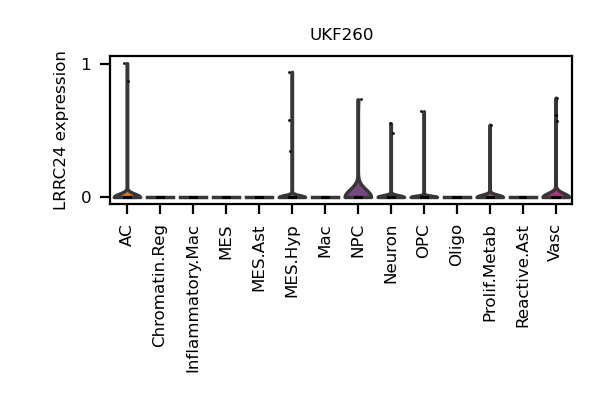 UKF260
LRRC24 expression
1
0
AC
Chromatin.Reg
Inflammatory.Mac
MES
MES.Ast
MES.Hyp
Mac
NPC
Neuron
OPC
Oligo
Prolif.Metab
Reactive.Ast
Vasc